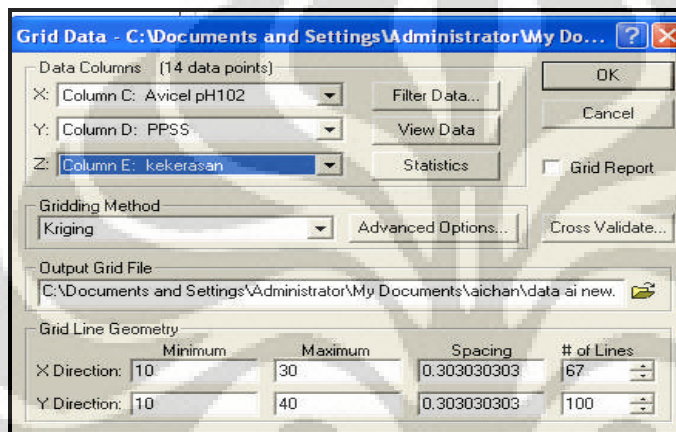 Grid Data - C:\Documents and Settings\Administrator\My Do...
Data Columns (14 data points)
X: Column C: Avicel pH102
Filter Data...
OK
Y: Column D: PPSS
View Data
Cancel
Z: Column E: kekerasan
Statistics
Grid Report
Gridding Method
Kriging
Advanced Options...
Cross Validate...
Output Grid File
C:\Documents and Settings\Administrator\My Documents\aichan\data ai new.
Grid Line Geometry
Minimum Maximum Spacing # of Lines
X Direction: 10 30 0.303030303 67
Y Direction: 10 40 0.303030303 100